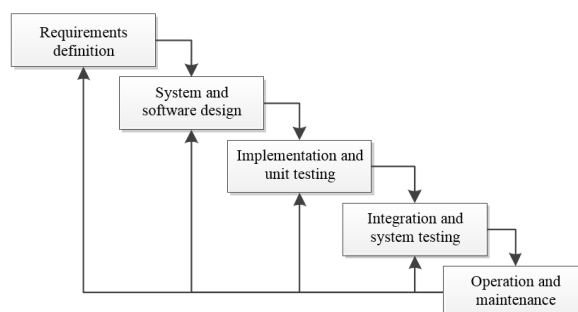 Requirements
definition
System and
software design
Implementation and
unit testing
Integration and
system testing
Operation and
maintenance